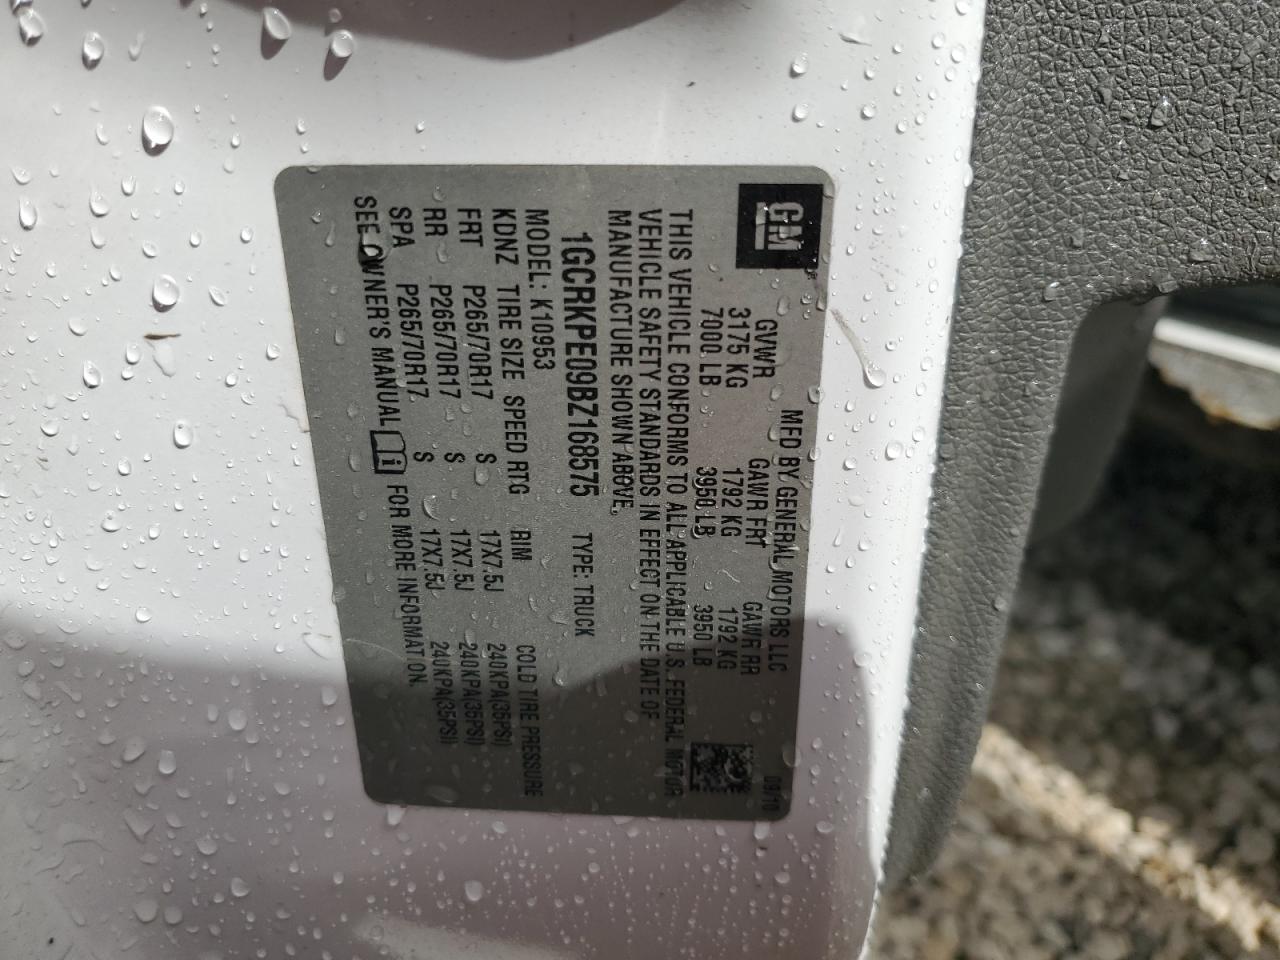 GM
MFD BY GENERAL MOTORS LLC
09/10
GVWR GAWR FRT GAWR RR
3175 KG 1792 KG 1792 KG
7000 LB 3950 LB 3950 LB
THIS VEHICLE CONFORMS TO ALL APPLICABLE U.S. FEDERAL MOTOR
VEHICLE SAFETY STANDARDS IN EFFECT ON THE DATE OF
MANUFACTURE SHOWN ABOVE.
1GCRKPE09BZ168575 TYPE: TRUCK
MODEL: K10953
KDNZ TIRE SIZE SPEED RTG RIM COLD TIRE PRESSURE
FRT P265/70R17 S 17X7.5J 240KPA(35PSI)
RR P265/70R17 S 17X7.5J 240KPA(35PSI)
SPA P265/70R17 S 17X7.5J 240KPA(35PSI)
SEE OWNER'S MANUAL FOR MORE INFORMATION.